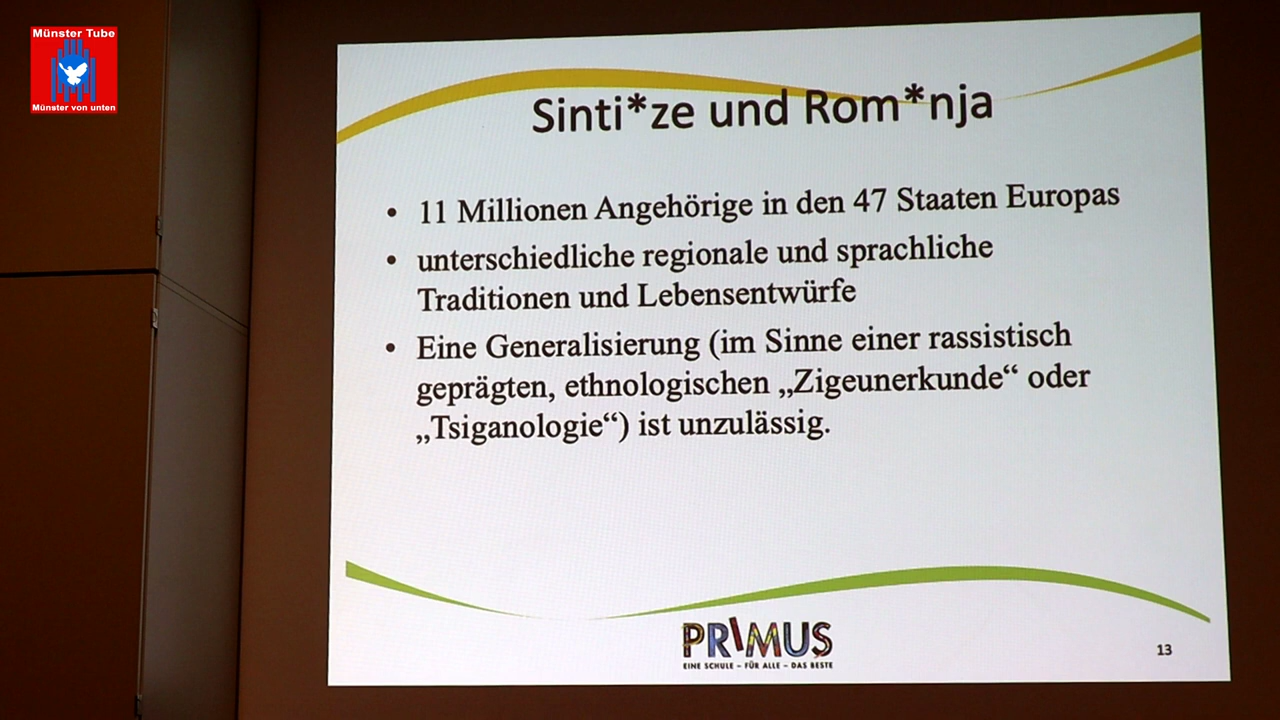 Münster Tube
Münster von unten
Sinti*ze und Rom*nja
• 11 Millionen Angehörige in den 47 Staaten Europas
• unterschiedliche regionale und sprachliche
Traditionen und Lebensentwürfe
• Eine Generalisierung (im Sinne einer rassistisch
geprägten, ethnologischen „Zigeunerkunde“ oder
„Tsiganologie“) ist unzulässig.
PRIMUS
EINE SCHULE – FÜR ALLE – DAS BESTE
13